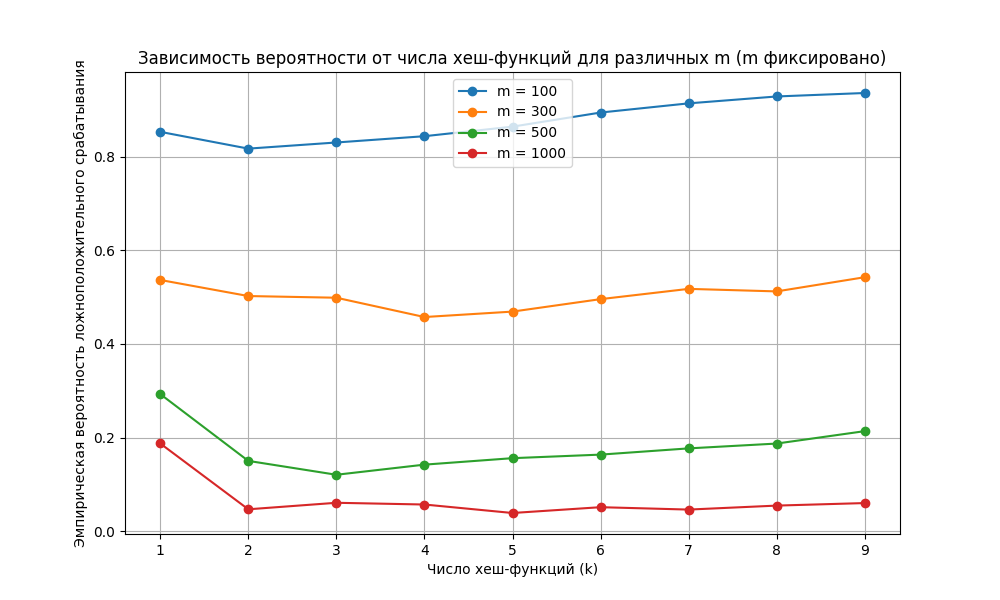 Зависимость вероятности от числа хеш-функций для различных m (m фиксировано)
Эмпирическая вероятность ложноположительного срабатывания
m = 100
m = 300
m = 500
m = 1000
0.8
0.6
0.4
0.2
0.0
1 2 3 4 5 6 7 8 9
Число хеш-функций (k)